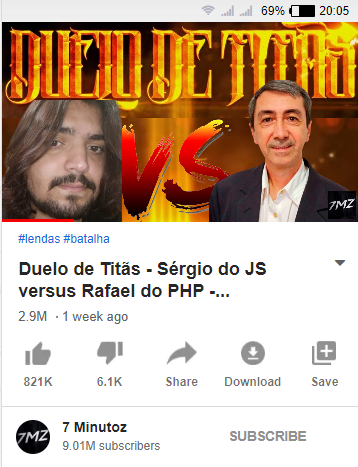 69% 20:05
DUELO DE TITÃS
VS
7MZ
#lendas #batalha
Duelo de Titãs - Sérgio do JS
versus Rafael do PHP -...
2.9M · 1 week ago
821K 6.1K Share Download Save
7MZ
7 Minutoz
9.01M subscribers
SUBSCRIBE